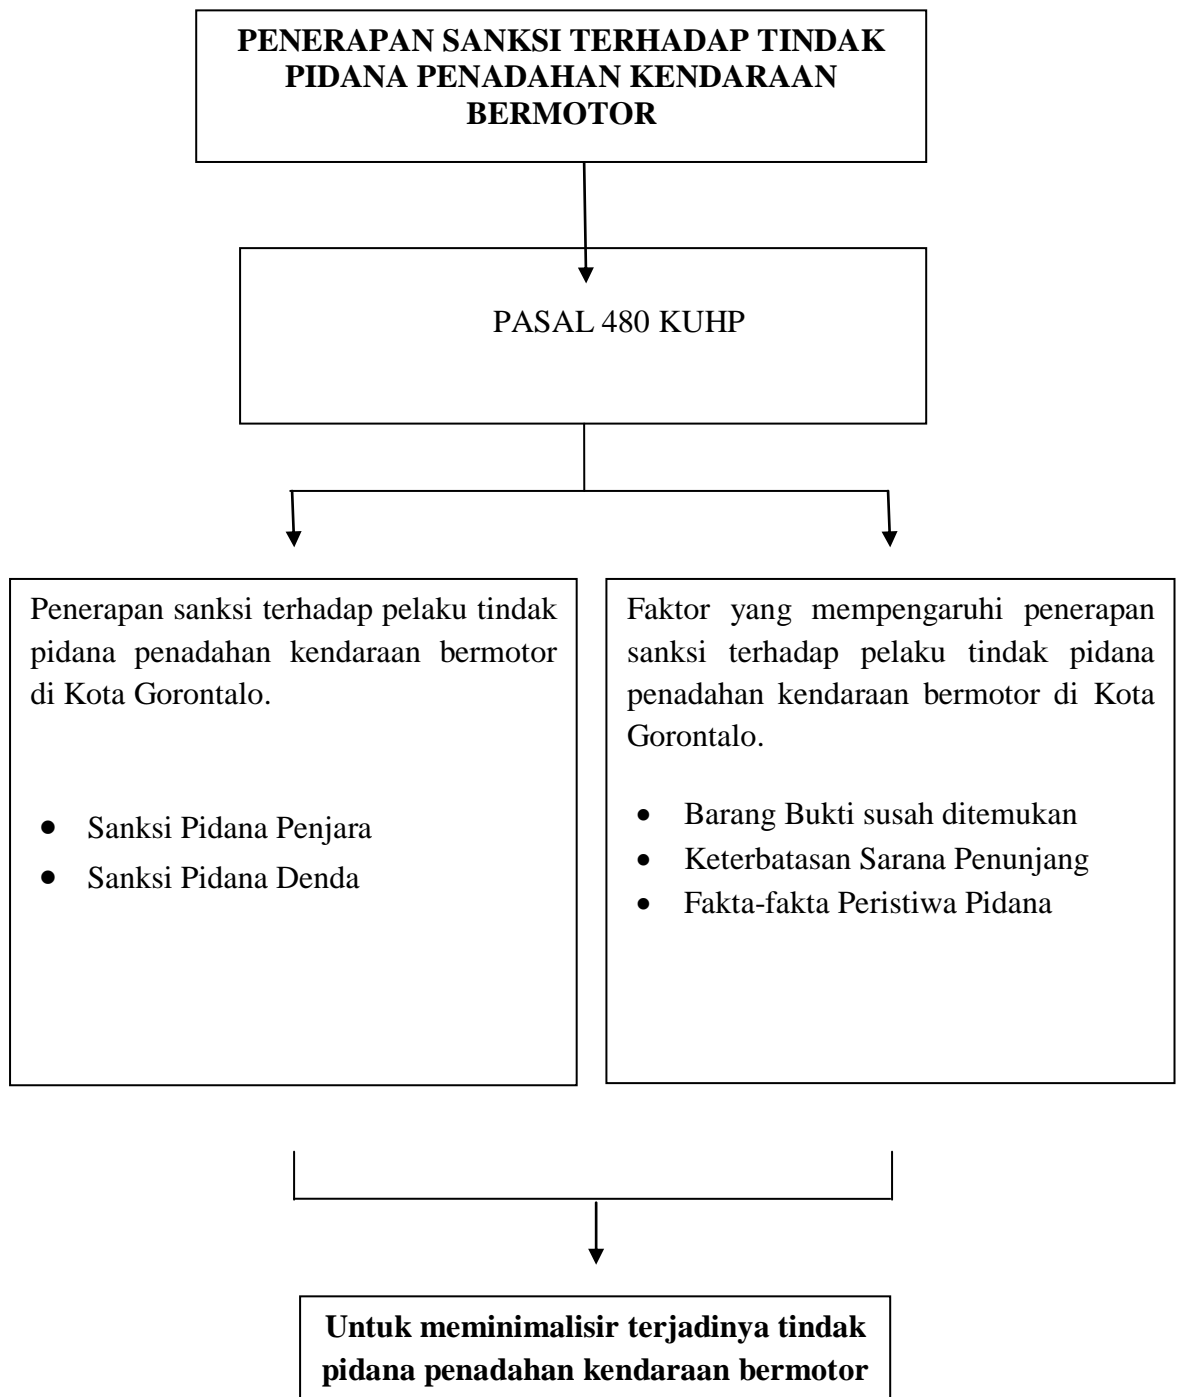 PENERAPAN SANKSI TERHADAP TINDAK
PIDANA PENADAHAN KENDARAAN
BERMOTOR
PASAL 480 KUHP
Penerapan sanksi terhadap pelaku tindak
pidana penadahan kendaraan bermotor
di Kota Gorontalo.
• Sanksi Pidana Penjara
• Sanksi Pidana Denda
Faktor yang mempengaruhi penerapan
sanksi terhadap pelaku tindak pidana
penadahan kendaraan bermotor di Kota
Gorontalo.
• Barang Bukti susah ditemukan
• Keterbatasan Sarana Penunjang
• Fakta-fakta Peristiwa Pidana
Untuk meminimalisir terjadinya tindak
pidana penadahan kendaraan bermotor